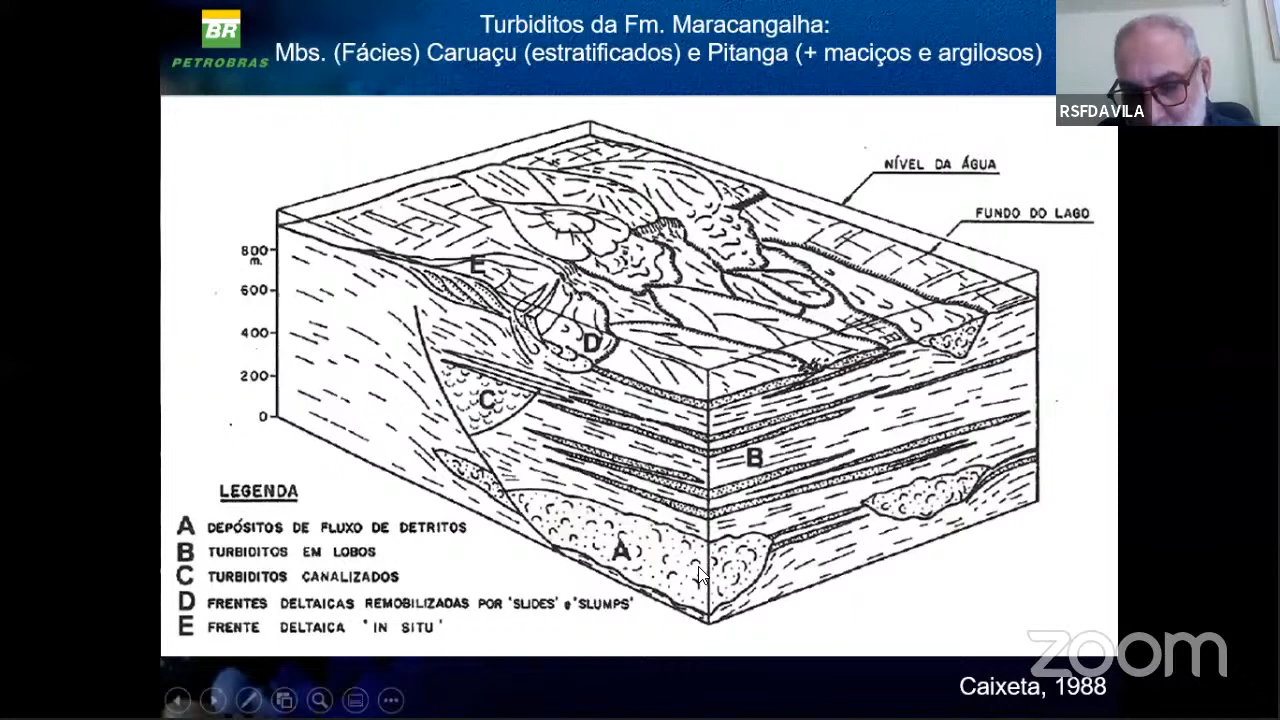 BR
PETROBRAS
Turbiditos da Fm. Maracangalha:
Mbs. (Fácies) Caruaçu (estratificados) e Pitanga (+ maciços e argilosos)
RSFDAVILA
NÍVEL DA ÁGUA
FUNDO DO LAGO
800
m.
600
400
200
0
E
D
C
B
A
LEGENDA
A DEPÓSITOS DE FLUXO DE DETRITOS
B TURBIDITOS EM LOBOS
C TURBIDITOS CANALIZADOS
D FRENTES DELTAICAS REMOBILIZADAS POR 'SLIDES' e 'SLUMPS'
E FRENTE DELTAICA 'IN SITU'
zoom
Caixeta, 1988